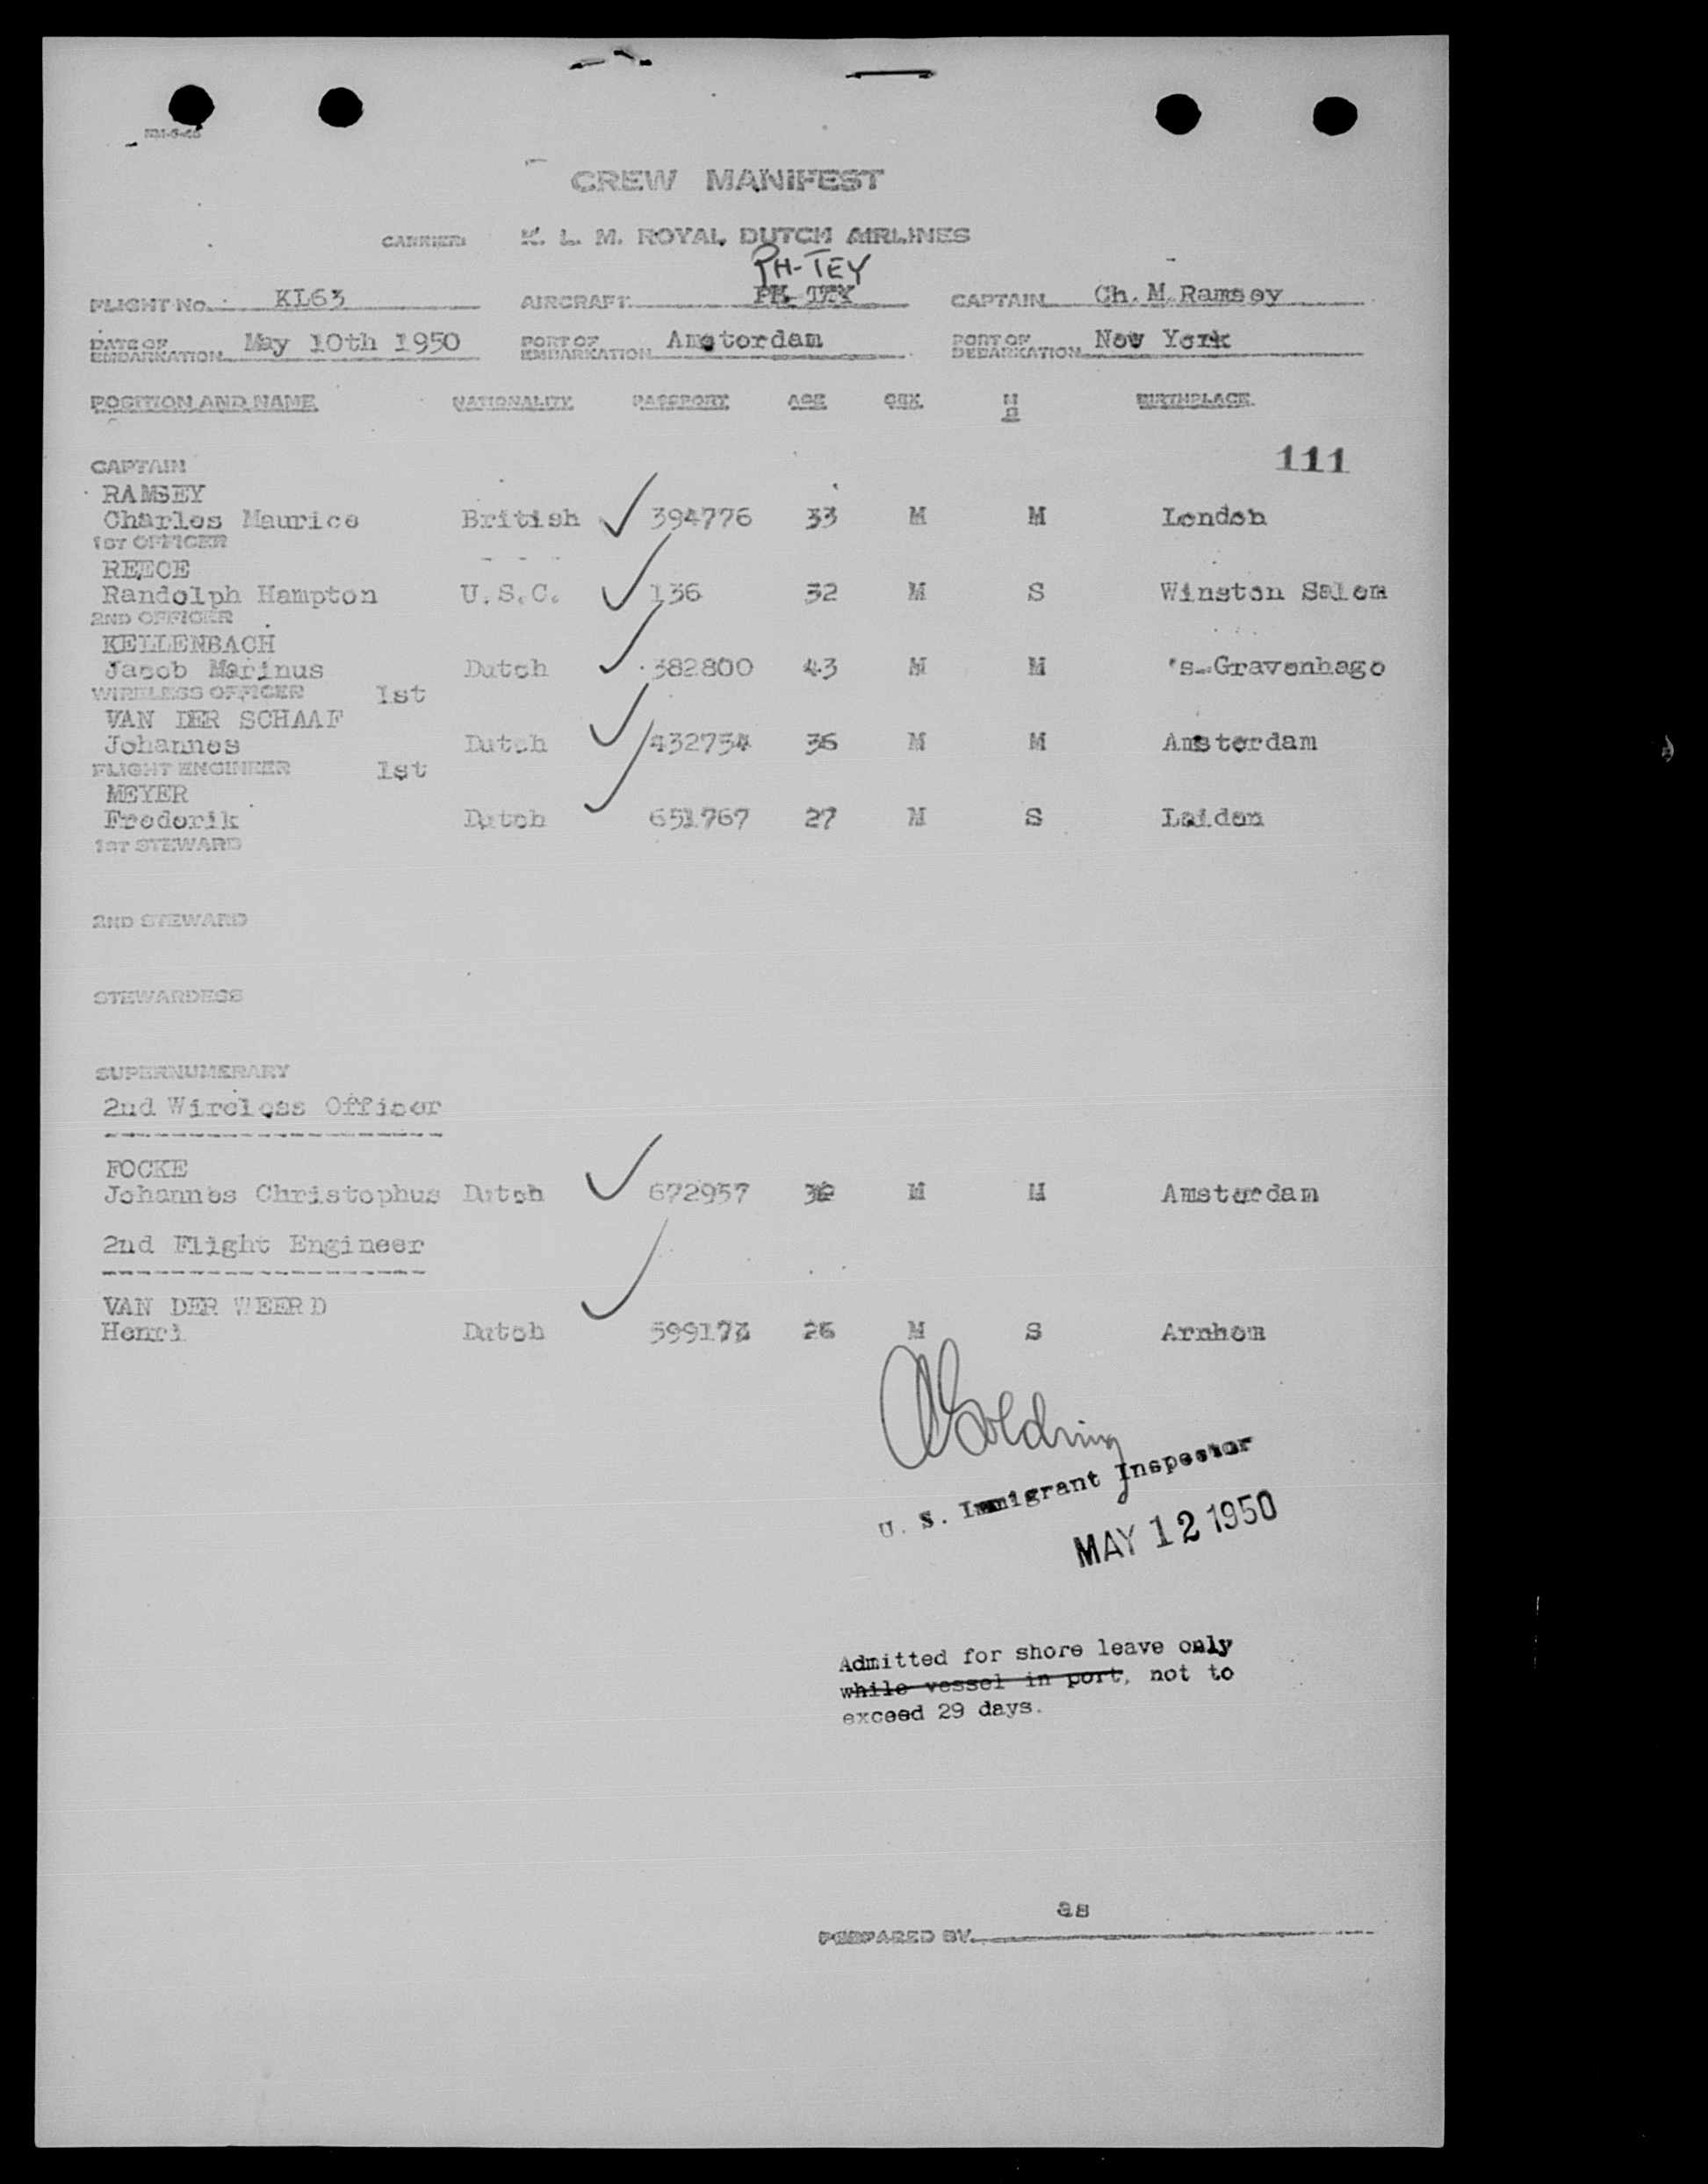 CREW MANIFEST
CARRIER: K. L. M. ROYAL DUTCH AIRLINES
PH-TEY
FLIGHT No.: KL63 AIRCRAFT: CAPTAIN Ch. M. Ramsey
DATE OF EMBARKATION May 10th 1950 PORT OF EMBARKATION Amsterdam PORT OF DEBARKATION New York
POSITION AND NAME NATIONALITY PASSPORT AGE SEX M S BIRTHPLACE
111
CAPTAIN
RAMSEY
Charles Maurice British 394776 33 M M London
1ST OFFICER
REECE
Randolph Hampton U.S.C. 136 32 M S Winston Salem
2ND OFFICER
KELLENBACH
Jacob Marinus Dutch 382800 43 M M 's-Gravenhage
WIRELESS OFFICER 1st
VAN DER SCHAAF
Johannes Dutch 432754 36 M M Amsterdam
FLIGHT ENGINEER 1st
MEYER
Frederik Dutch 651767 27 M S Leiden
1ST STEWARD
2ND STEWARD
STEWARDESS
SUPERNUMERARY
2nd Wireless Officer
FOCKE
Johannes Christophus Dutch 672957 M M Amsterdam
2nd Flight Engineer
VAN DER WEERD
Henri Dutch 599173 26 M S Arnhem
Goldring
U. S. Immigrant Inspector
MAY 12 1950
Admitted for shore leave only
while vessel in port, not to
exceed 29 days.
as
PREPARED BY